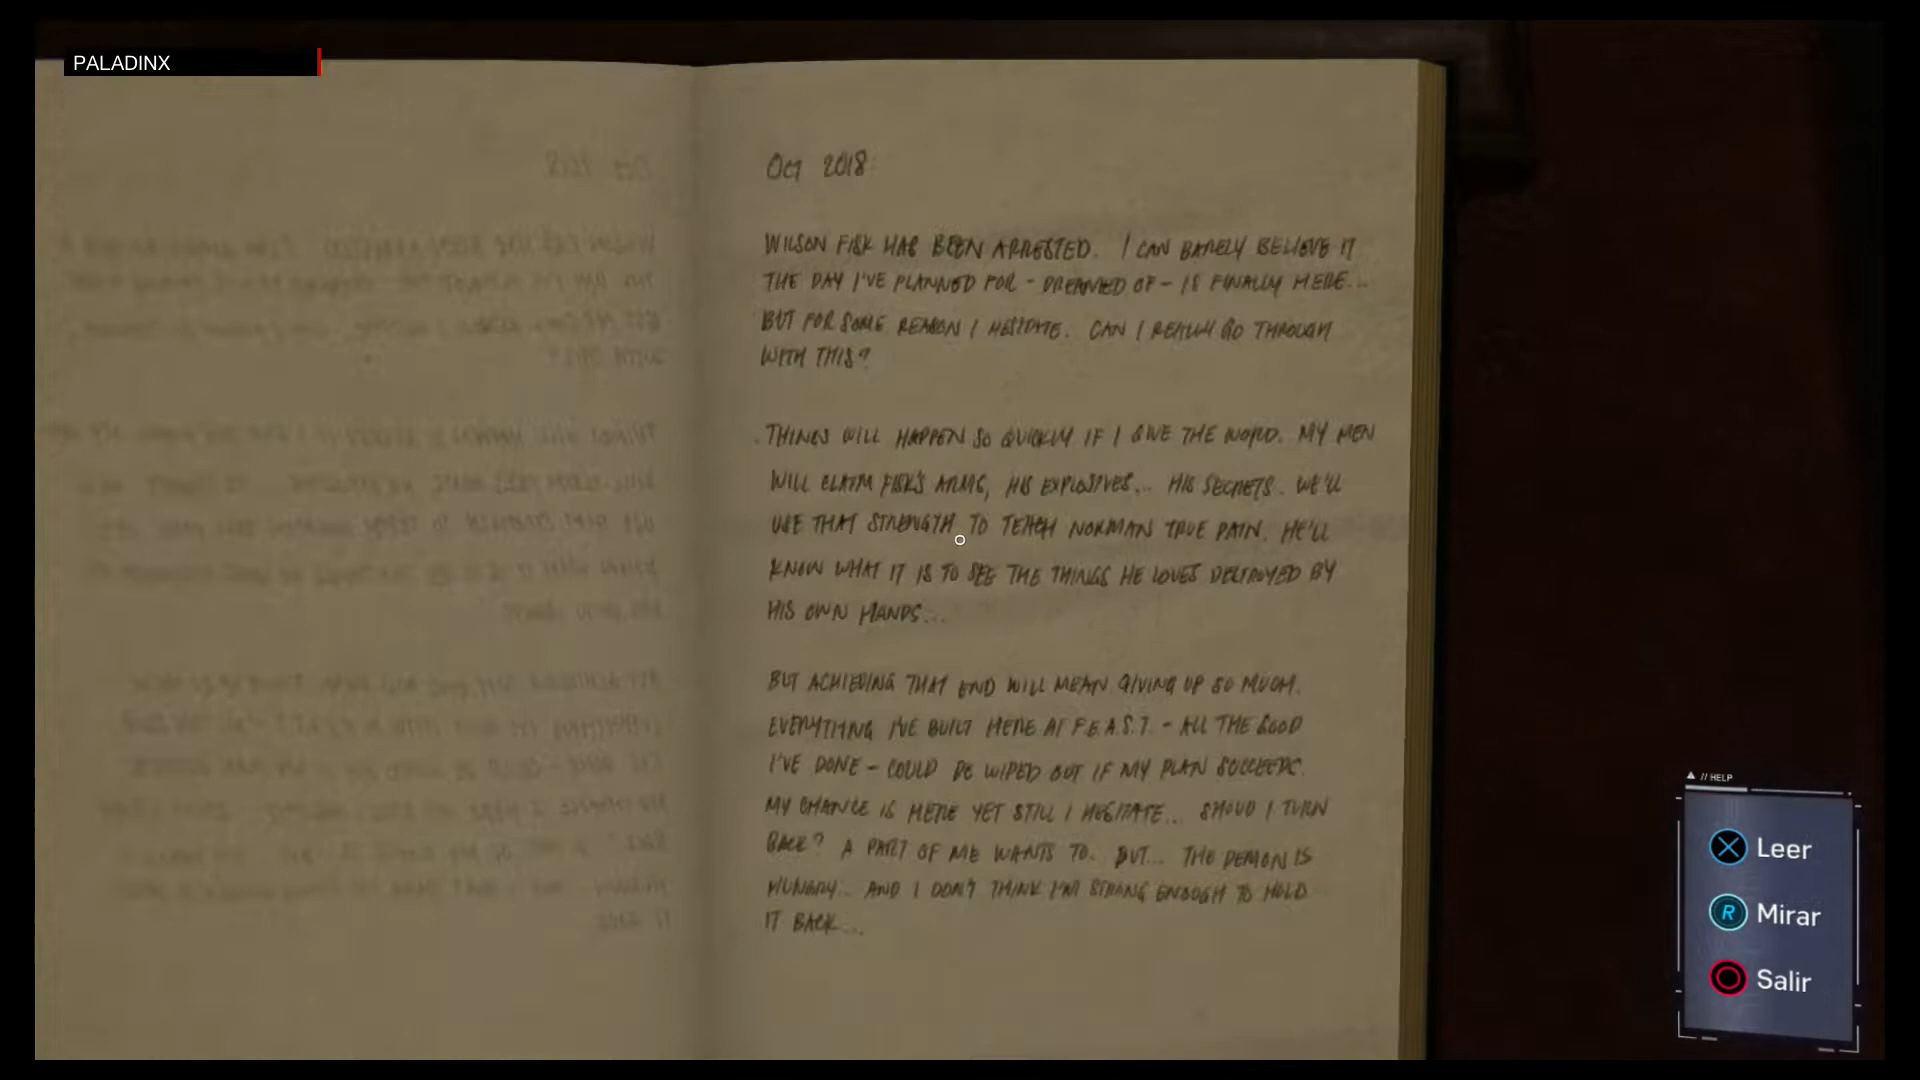 PALADINX
Oct 2018
WILSON FISK HAS BEEN ARRESTED. I CAN BARELY BELIEVE IT
THE DAY I'VE PLANNED FOR - DREAMED OF - IS FINALLY HERE...
BUT FOR SOME REASON I HESITATE. CAN I REALLY GO THROUGH
WITH THIS?
THINGS WILL HAPPEN SO QUICKLY IF I GIVE THE WORD. MY MEN
WILL CLAIM FISK'S ARMS, HIS EXPLOSIVES... HIS SECRETS. WE'LL
USE THAT STRENGTH TO TEACH NORMAN TRUE PAIN. HE'LL
KNOW WHAT IT IS TO SEE THE THINGS HE LOVES DESTROYED BY
HIS OWN HANDS...
BUT ACHIEVING THAT END WILL MEAN GIVING UP SO MUCH.
EVERYTHING I'VE BUILT HERE AT F.E.A.S.T. - ALL THE GOOD
I'VE DONE - COULD BE WIPED OUT IF MY PLAN SUCCEEDS.
MY CHANCE IS HERE YET STILL I HESITATE... SHOUD I TURN
BACK? A PART OF ME WANTS TO. BUT... THE DEMON IS
HUNGRY... AND I DON'T THINK I'M STRONG ENOUGH TO HOLD
IT BACK...
// HELP
Leer
R Mirar
Salir